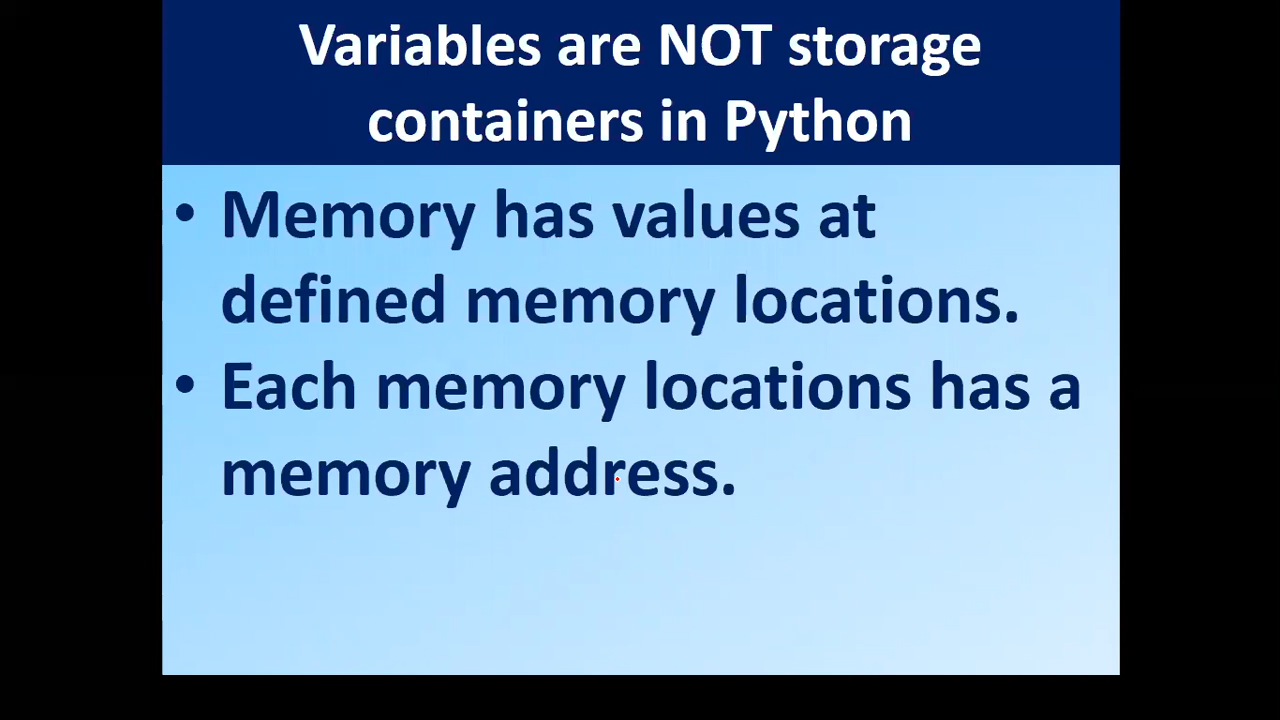 Variables are NOT storage
containers in Python
• Memory has values at
defined memory locations.
• Each memory locations has a
memory address.